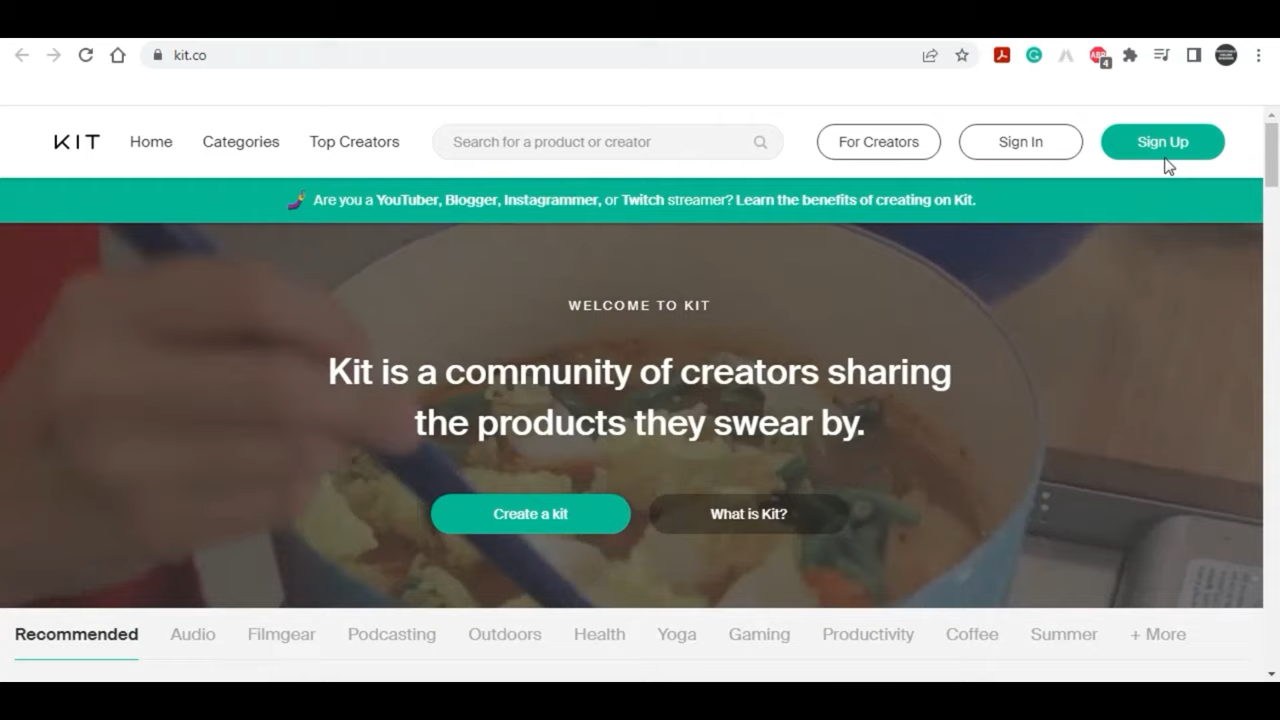 kit.co
ABP
4
KIT
Home
Categories
Top Creators
Search for a product or creator
For Creators
Sign In
Sign Up
Are you a YouTuber, Blogger, Instagrammer, or Twitch streamer? Learn the benefits of creating on Kit.
WELCOME TO KIT
Kit is a community of creators sharing
the products they swear by.
Create a kit
What is Kit?
Recommended
Audio
Filmgear
Podcasting
Outdoors
Health
Yoga
Gaming
Productivity
Coffee
Summer
+ More